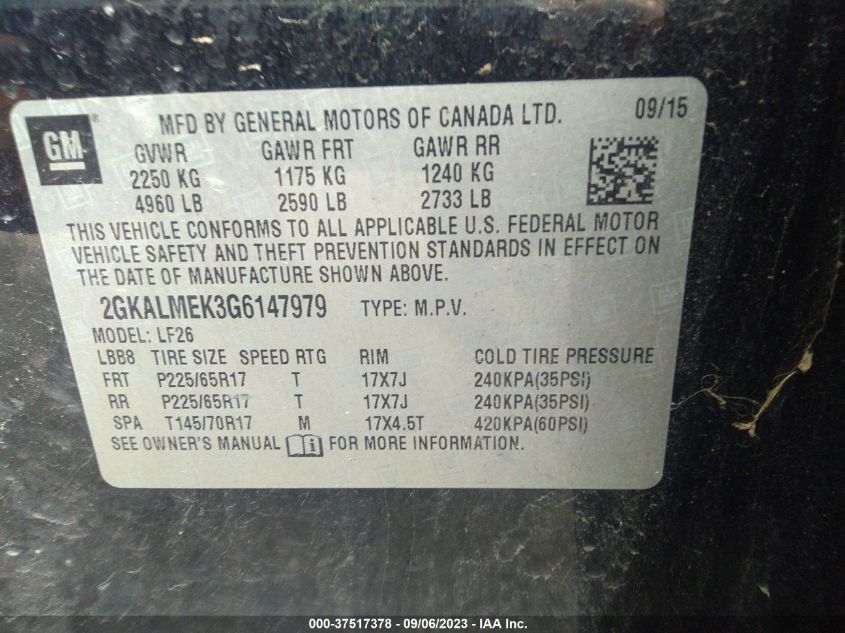 GM ® MFD BY GENERAL MOTORS OF CANADA LTD. 09/15
GVWR GAWR FRT GAWR RR
2250 KG 1175 KG 1240 KG
4960 LB 2590 LB 2733 LB
THIS VEHICLE CONFORMS TO ALL APPLICABLE U.S. FEDERAL MOTOR
VEHICLE SAFETY AND THEFT PREVENTION STANDARDS IN EFFECT ON
THE DATE OF MANUFACTURE SHOWN ABOVE.
2GKALMEK3G6147979 TYPE: M.P.V.
MODEL: LF26
LBB8 TIRE SIZE SPEED RTG RIM COLD TIRE PRESSURE
FRT P225/65R17 T 17X7J 240KPA(35PSI)
RR P225/65R17 T 17X7J 240KPA(35PSI)
SPA T145/70R17 M 17X4.5T 420KPA(60PSI)
SEE OWNER'S MANUAL i FOR MORE INFORMATION.
000-37517378 - 09/06/2023 - IAA Inc.